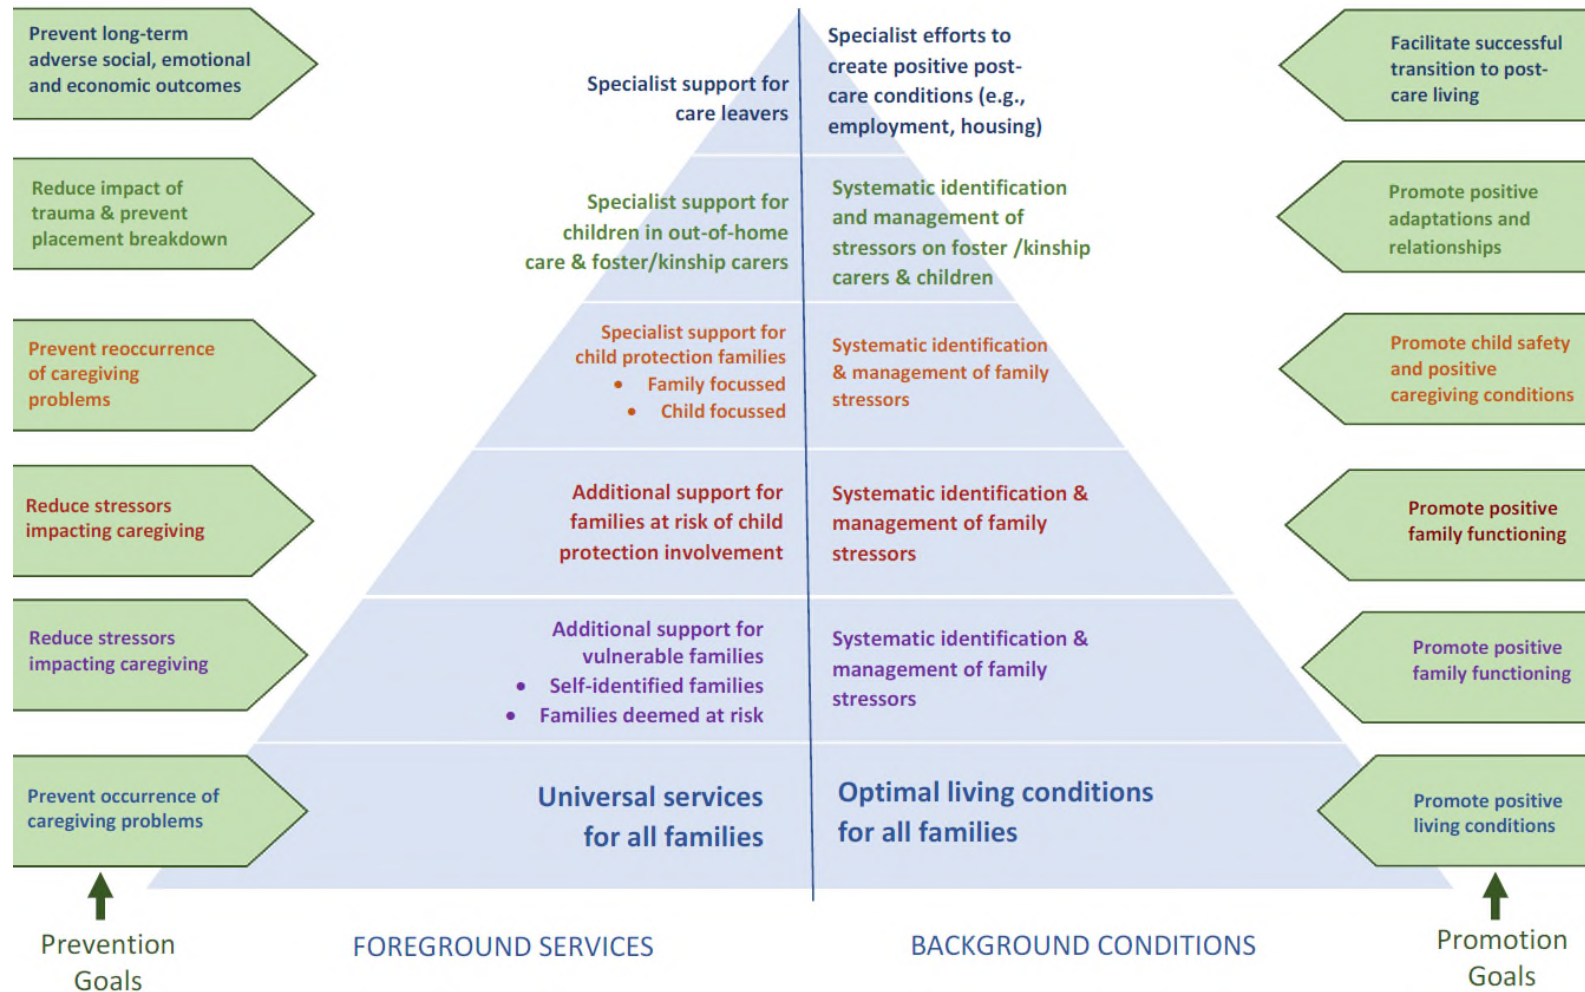 Prevent long-term
adverse social, emotional
and economic outcomes
Specialist support for
care leavers
Specialist efforts to
create positive post-
care conditions (e.g.,
employment, housing)
Facilitate successful
transition to post-
care living
Reduce impact of
trauma & prevent
placement breakdown
Specialist support for
children in out-of-home
care & foster/kinship carers
Systematic identification
and management of
stressors on foster /kinship
carers & children
Promote positive
adaptations and
relationships
Prevent reoccurrence
of caregiving
problems
Specialist support for
child protection families
• Family focussed
• Child focussed
Systematic identification
& management of family
stressors
Promote child safety
and positive
caregiving conditions
Reduce stressors
impacting caregiving
Additional support for
families at risk of child
protection involvement
Systematic identification &
management of family
stressors
Promote positive
family functioning
Reduce stressors
impacting caregiving
Additional support for
vulnerable families
• Self-identified families
• Families deemed at risk
Systematic identification &
management of family
stressors
Promote positive
family functioning
Prevent occurrence of
caregiving problems
Universal services
for all families
Optimal living conditions
for all families
Promote positive
living conditions
Prevention
Goals
FOREGROUND SERVICES
BACKGROUND CONDITIONS
Promotion
Goals